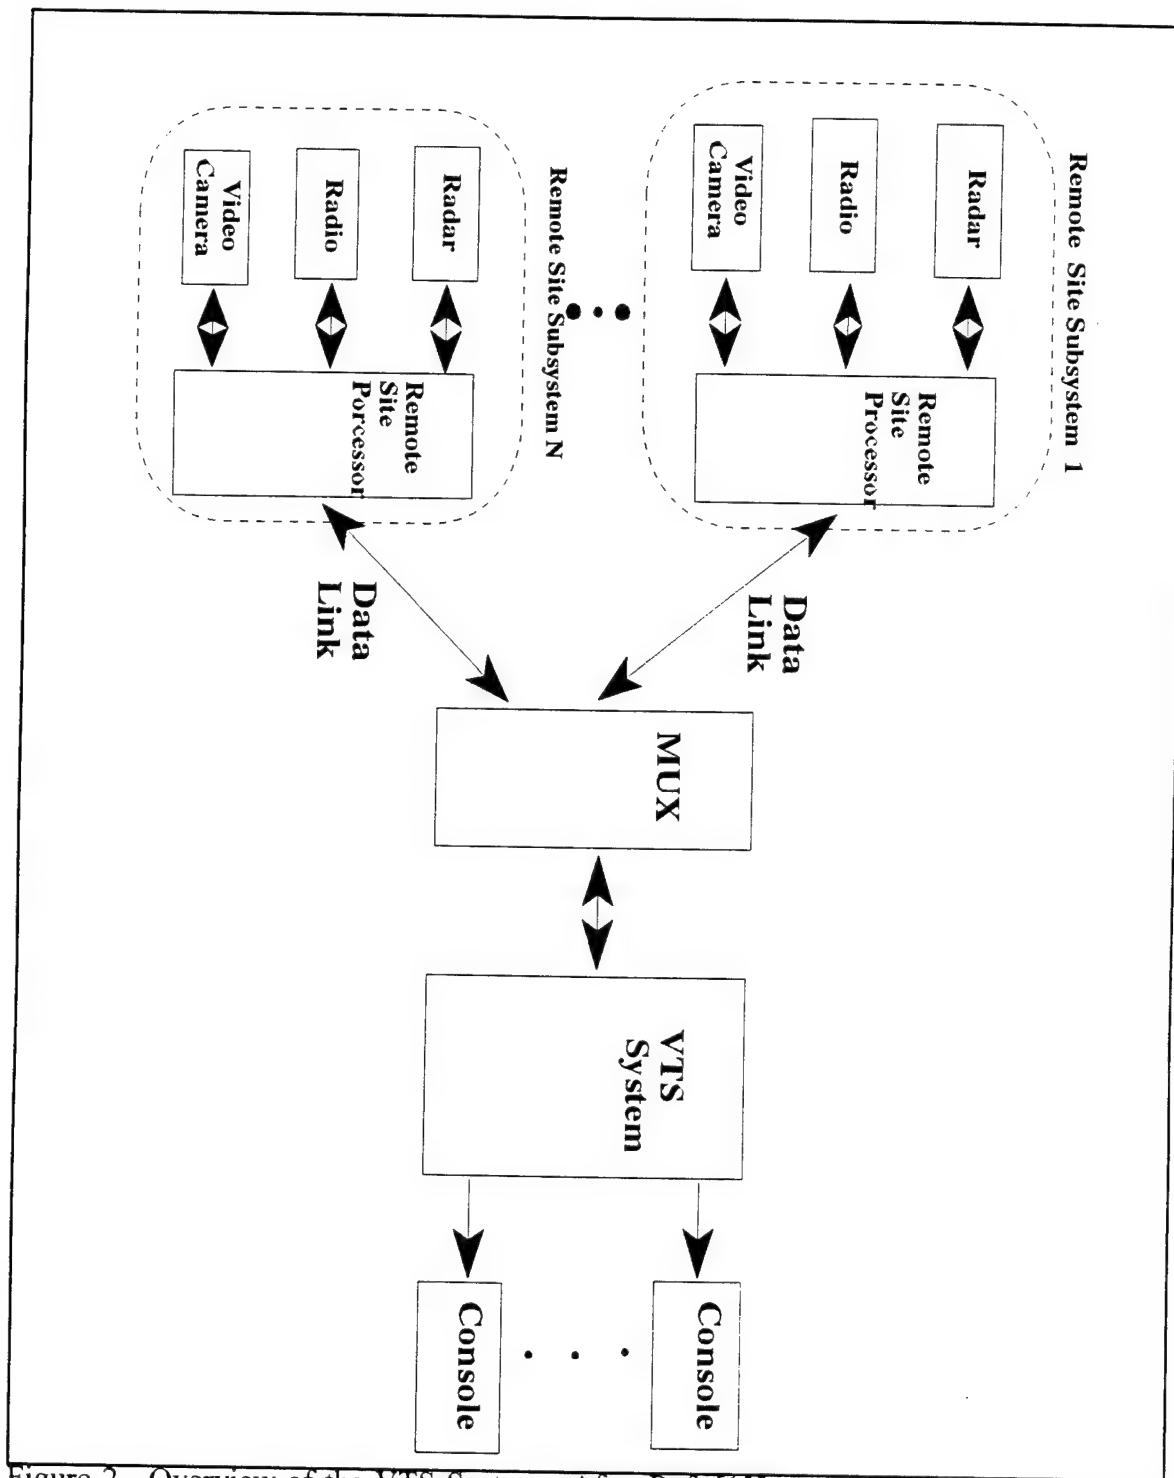 Remote Site Subsystem 1
Radar
Radio
Video
Camera
Remote
Site
Processor
Remote Site Subsystem N
Radar
Radio
Video
Camera
Remote
Site
Porcessor
Data
Link
Data
Link
MUX
VTS
System
Console
Console
Figure 2. Overview of the VTS System